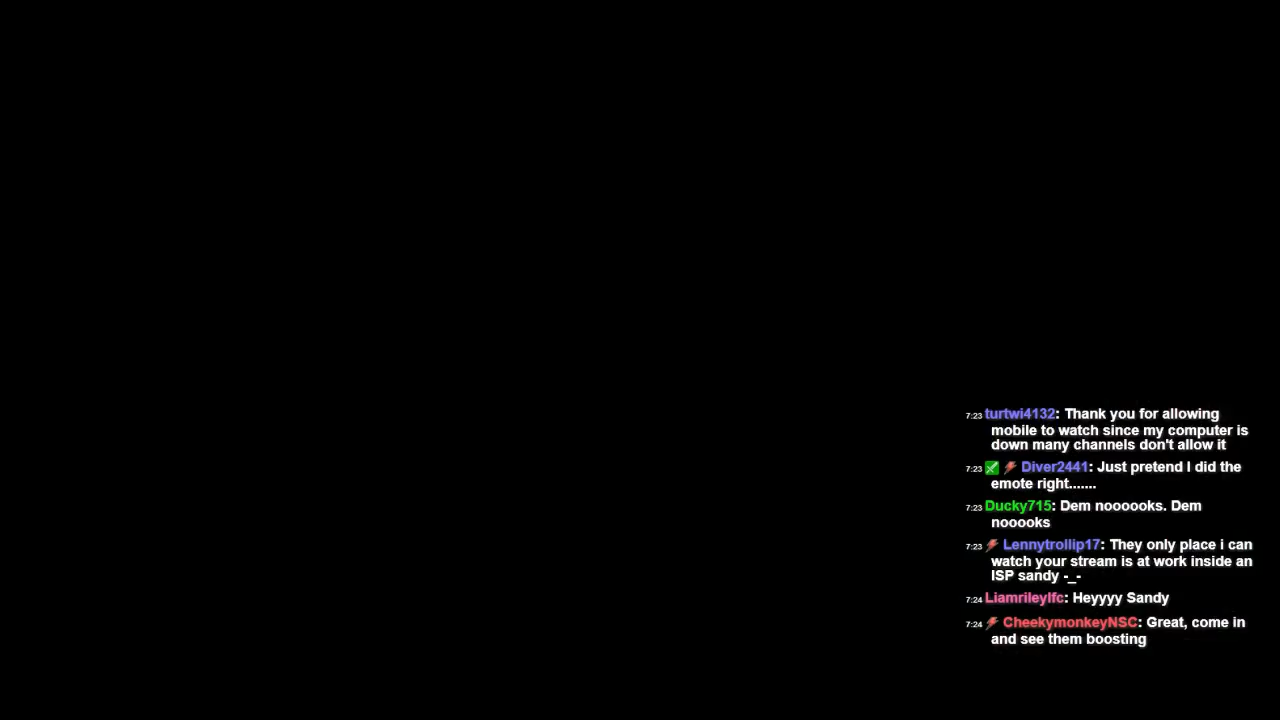 7:23 turtwi4132: Thank you for allowing
mobile to watch since my computer is
down many channels don't allow it
7:23 Diver2441: Just pretend I did the
emote right.......
7:23 Ducky715: Dem noooooks. Dem
nooooks
7:23 Lennytrollip17: They only place i can
watch your stream is at work inside an
ISP sandy -_-
7:24 Liamrileylfc: Heyyyy Sandy
7:24 CheekymonkeyNSC: Great, come in
and see them boosting